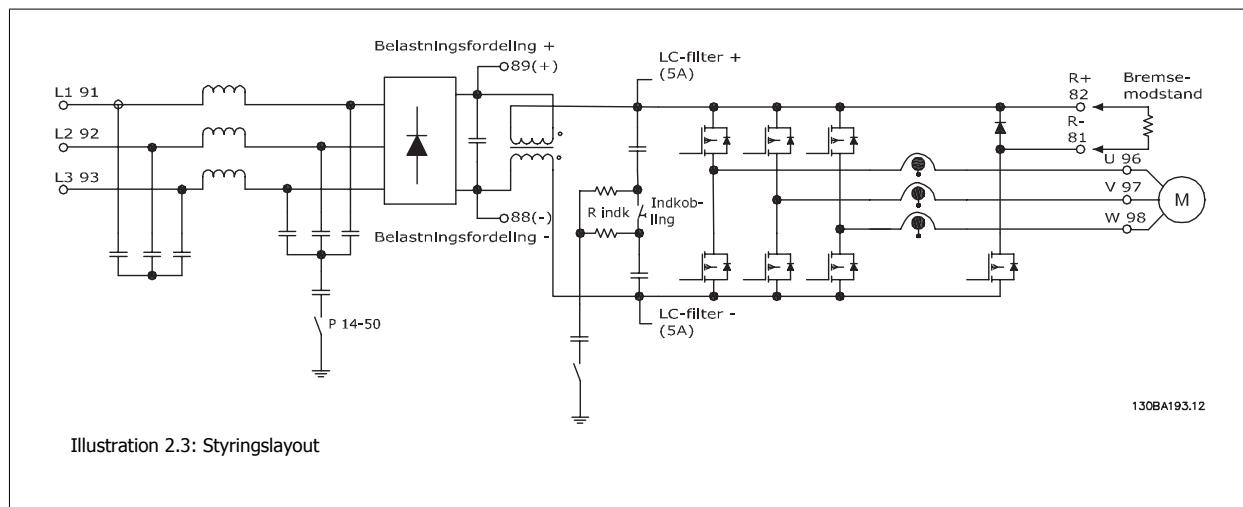 Belastningsfordeling +
89(+)
LC-filter +
(5A)
R+
82
Bremse-
modstand
L1 91
R-
81
L2 92
U 96
L3 93
R indk
Indkob-
ling
V 97
M
88(-)
W 98
Belastningsfordeling -
LC-filter -
(5A)
P 14-50
130BA193.12
Illustration 2.3: Styringslayout